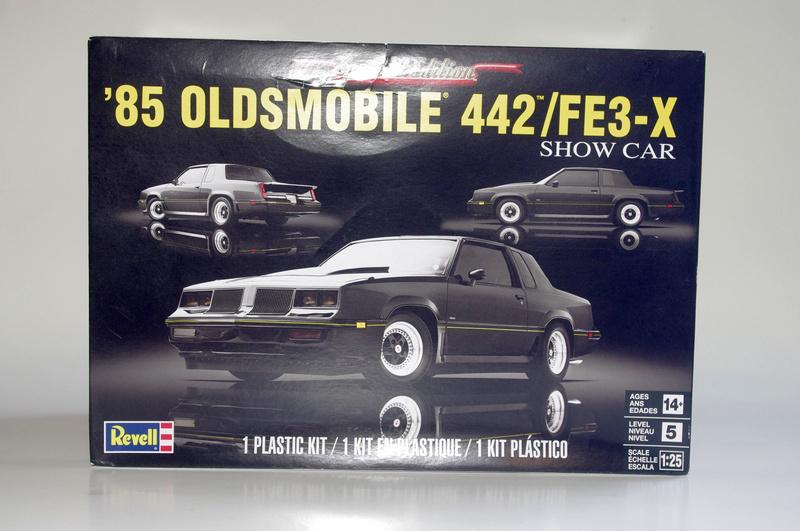 '85 OLDSMOBILE® 442™/FE3-X
SHOW CAR
AGES
ANS
EDADES
14+
LEVEL
NIVEAU
NIVEL
5
SCALE
ÉCHELLE
ESCALA
1:25
Revell
1 PLASTIC KIT / 1 KIT EN PLASTIQUE / 1 KIT PLÁSTICO